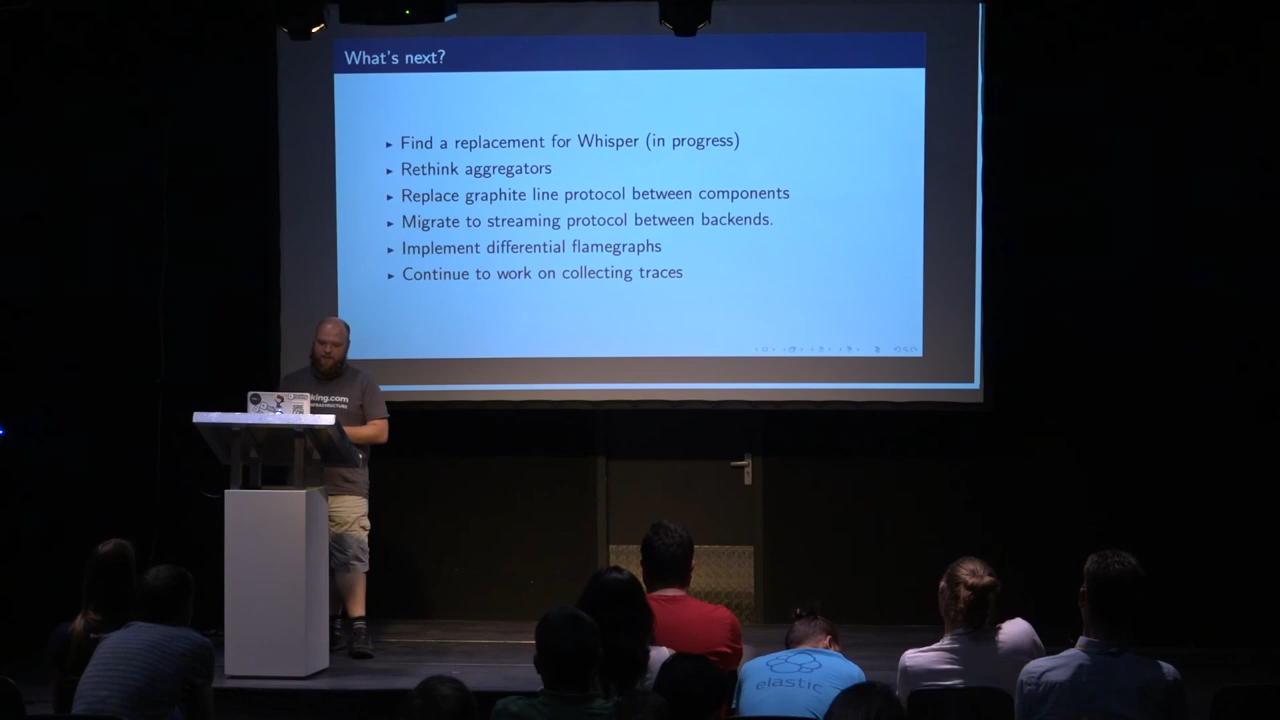 What's next?
Find a replacement for Whisper (in progress)
Rethink aggregators
Replace graphite line protocol between components
Migrate to streaming protocol between backends.
Implement differential flamegraphs
Continue to work on collecting traces
king.com
elastic